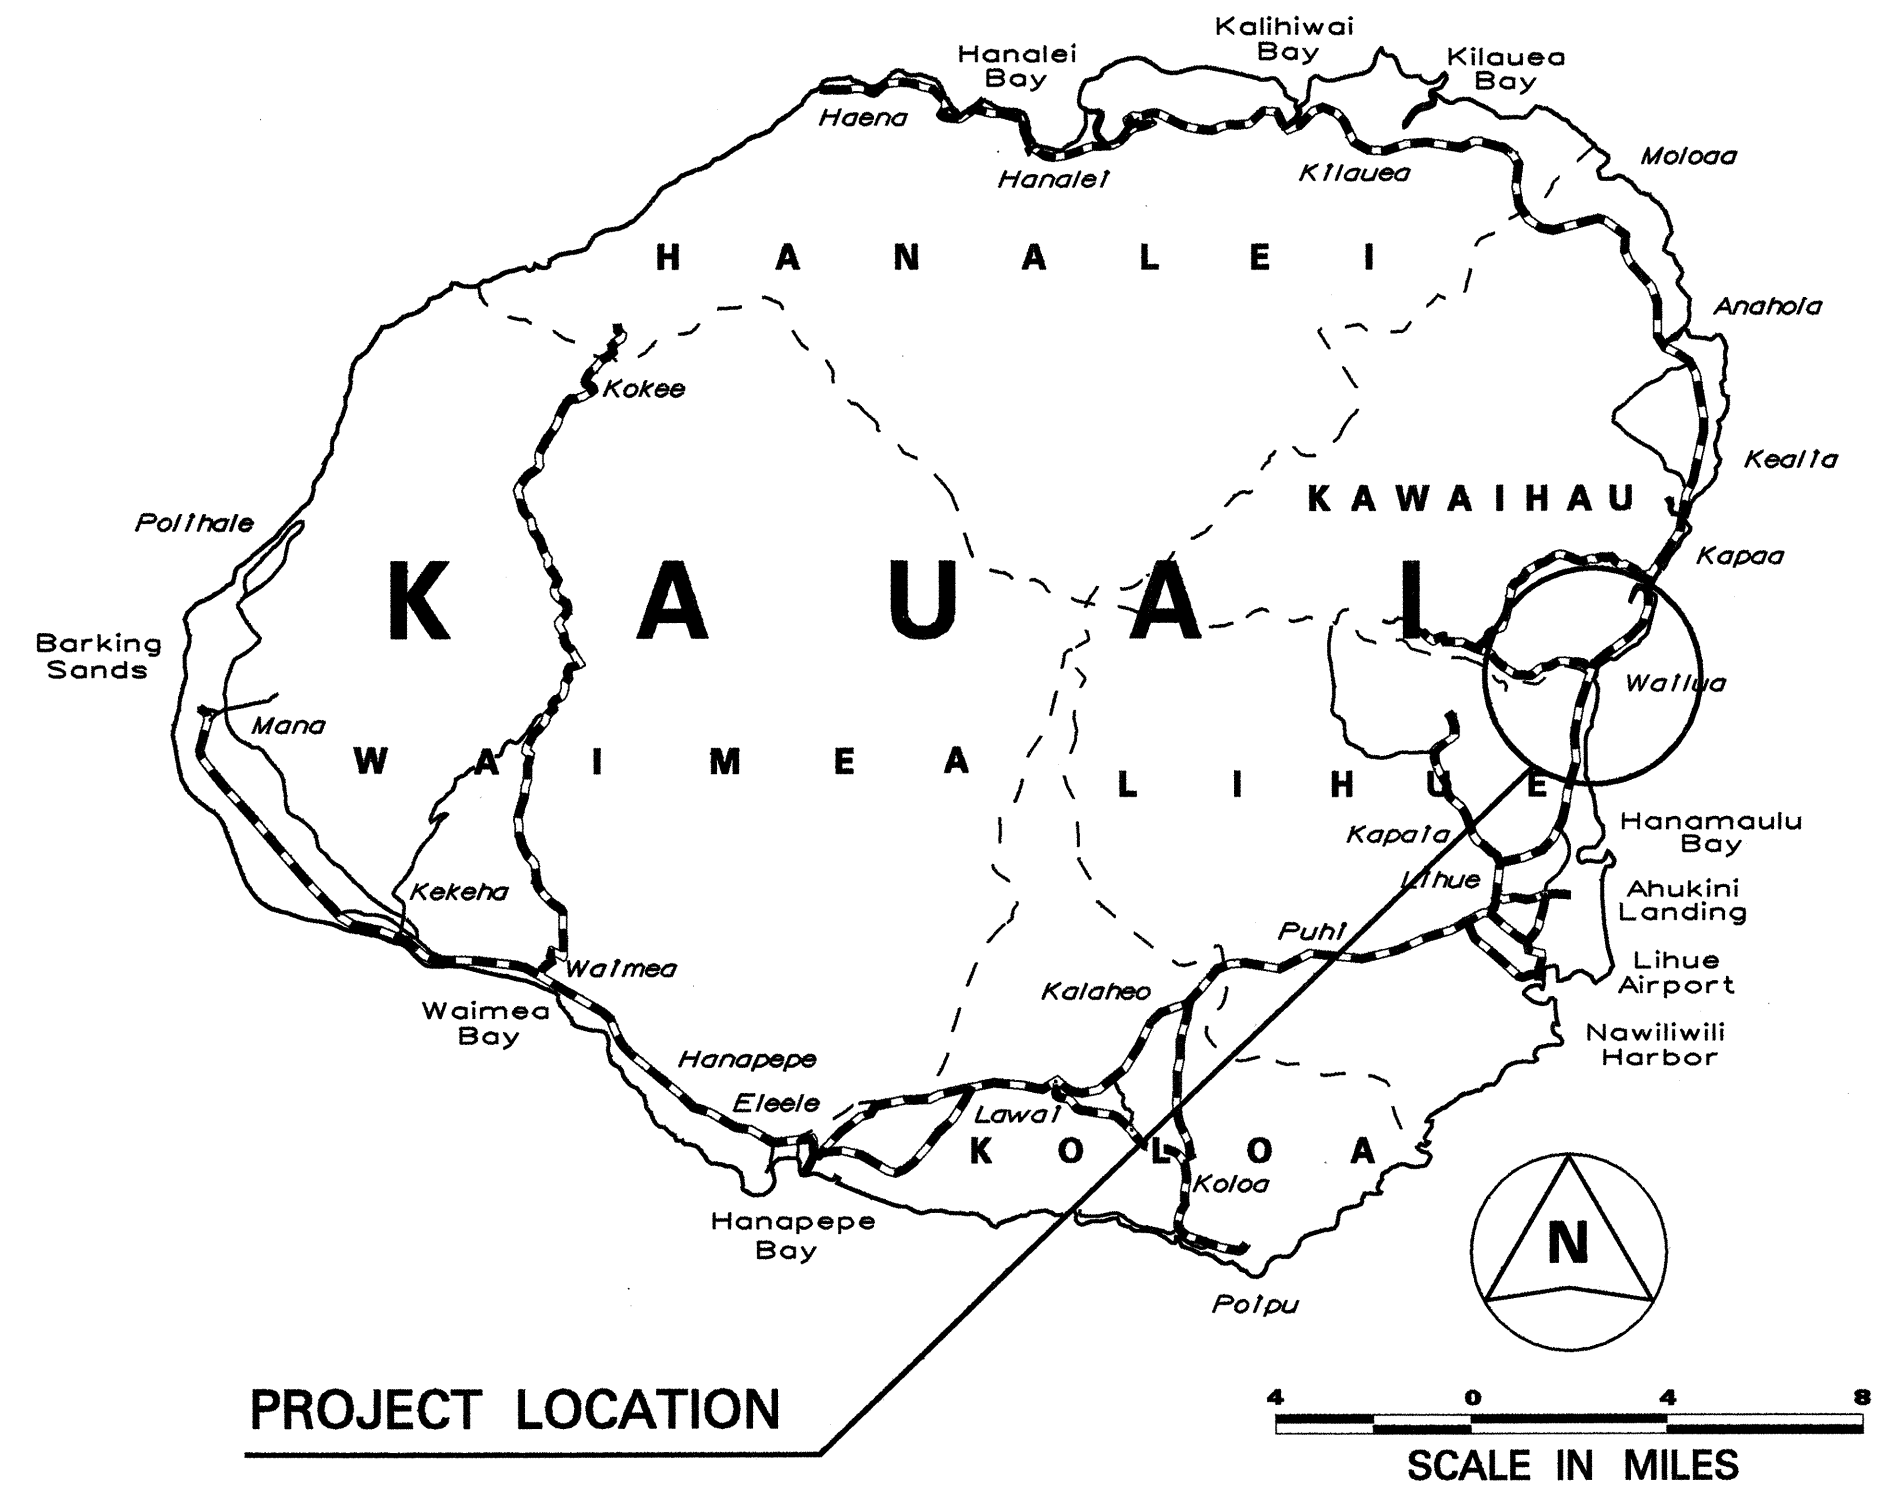 Kalihiwai
Bay
Hanalei
Bay
Kilauea
Bay
Haena
Hanalei
Kilauea
Moloaa
H A N A L E I
Anahola
Kokee
Kealia
K A W A I H A U
Polihale
Kapaa
K A U A I
Barking
Sands
Wailua
Mana
W A I M E A
L I H U E
Hanamaulu
Bay
Kapaia
Lihue
Kekeha
Ahukini
Landing
Puhi
Waimea
Lihue
Airport
Kalaheo
Waimea
Bay
Nawiliwili
Harbor
Hanapepe
Eleele
Lawai
K O L O A
Koloa
Hanapepe
Bay
N
Poipu
PROJECT LOCATION
4 0 4 8
SCALE IN MILES